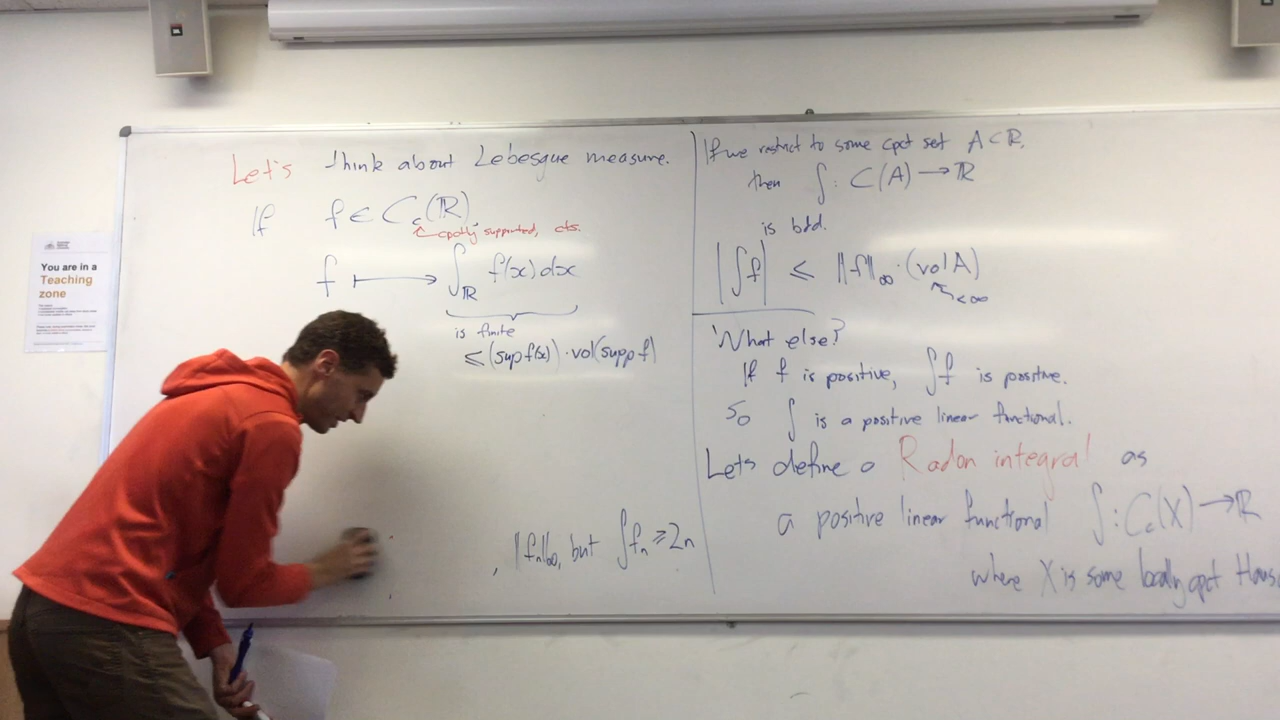 You are in a
Teaching
zone
Let's think about Lebesgue measure.
If f ∈ C_c(ℝ)
cpctly supported, cts.
f ⟼ ∫_ℝ f(x)dx
is finite
≤ (sup f(x)) · vol(supp f)
, ‖f_n‖_∞, but ∫f_n ≥ 2n
If we restrict to some cpct set A ⊂ ℝ,
then ∫ : C(A) → ℝ
is bdd.
|∫f| ≤ ‖f‖_∞ · (vol A)
<∞
What else?
If f is positive, ∫f is positive.
So ∫ is a positive linear functional.
Lets define a Radon integral as
a positive linear functional ∫ : C_c(X) → ℝ
where X is some locally cpct Haus